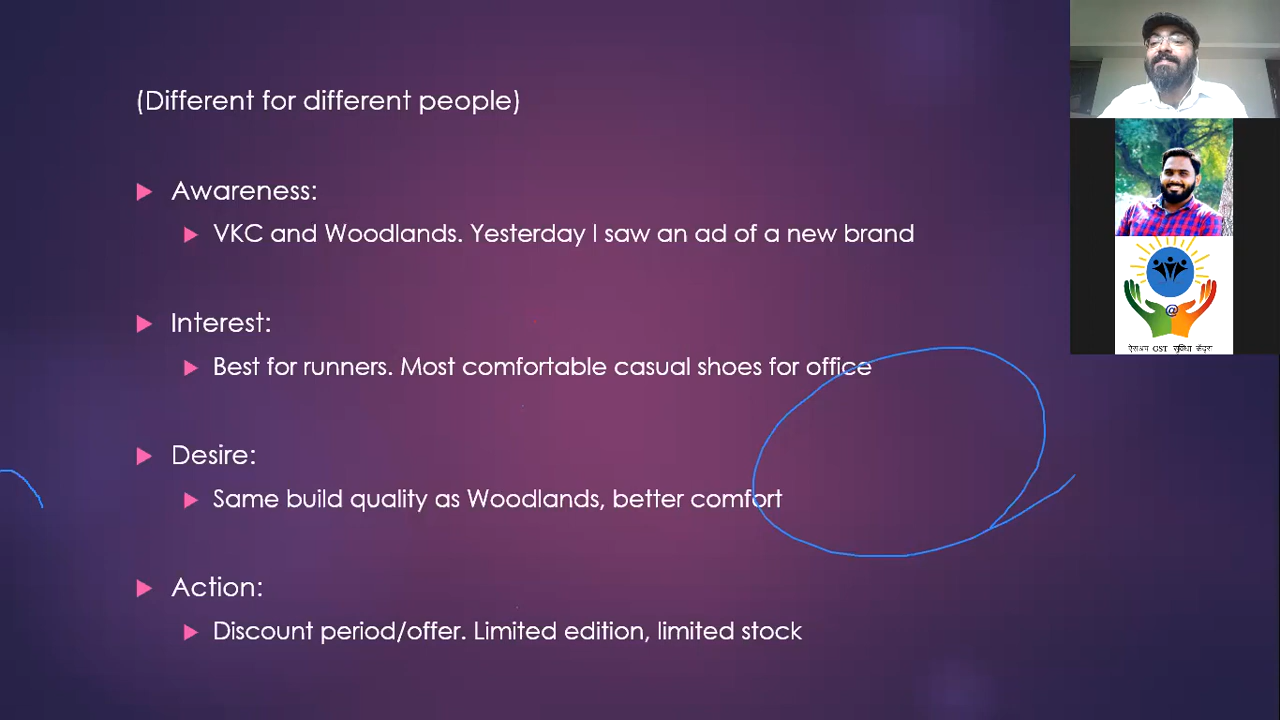 (Different for different people)
Awareness:
VKC and Woodlands. Yesterday I saw an ad of a new brand
Interest:
Best for runners. Most comfortable casual shoes for office
Desire:
Same build quality as Woodlands, better comfort
Action:
Discount period/offer. Limited edition, limited stock
@
GST सुविधा केंद्रा